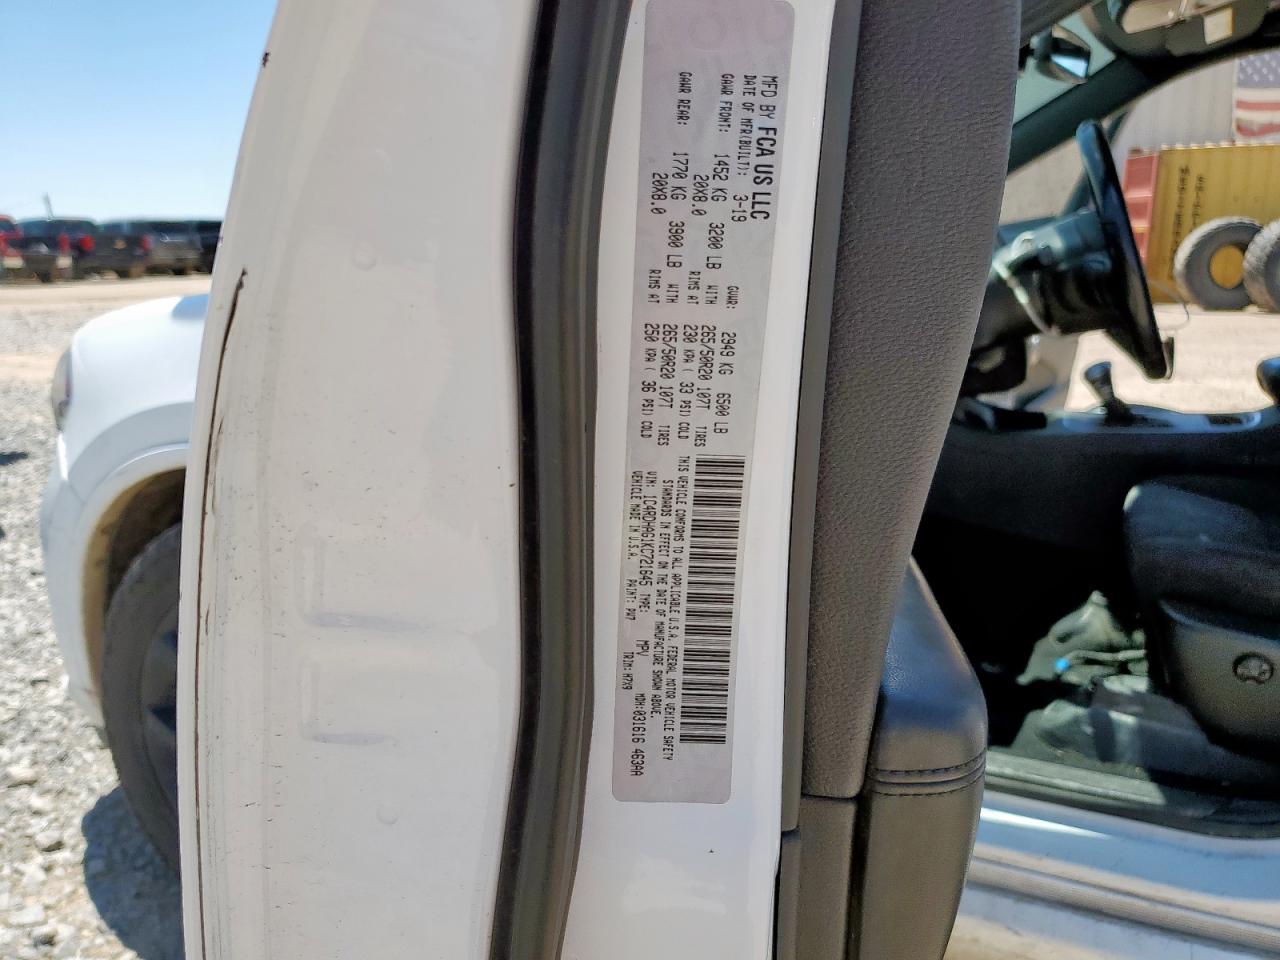 MFD BY FCA US LLC
DATE OF MFR(BUILT): 3-19 GVWR: 2949 KG 6500 LB
GAWR FRONT: 1452 KG 3200 LB WITH 265/50R20 107T TIRES
20X8.0 RIMS AT 230 KPA ( 33 PSI) COLD
GAWR REAR: 1770 KG 3900 LB WITH 265/50R20 107T TIRES
20X8.0 RIMS AT 250 KPA ( 36 PSI) COLD
THIS VEHICLE CONFORMS TO ALL APPLICABLE U.S.A. FEDERAL MOTOR VEHICLE SAFETY
STANDARDS IN EFFECT ON THE DATE OF MANUFACTURE SHOWN ABOVE.
VIN: 1C4RDHAG1KC721645 TYPE: MPV MDH:031616 463AA
VEHICLE MADE IN U.S.A. PAINT: PW7 TRIM:H7X9